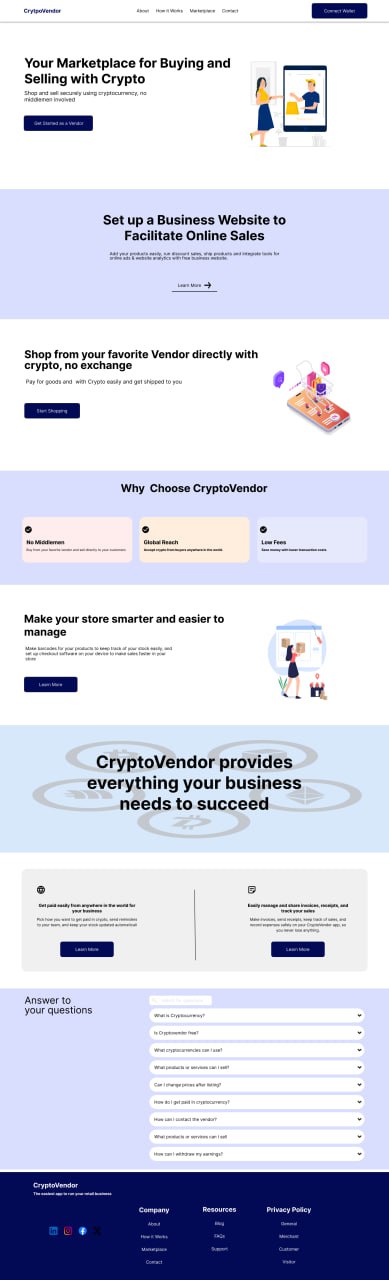 CrytpoVendor
About How it Works Marketplace Contact
Connect Wallet
Your Marketplace for Buying and
Selling with Crypto
Shop and sell securely using cryptocurrency, no
middlemen involved
Get Started as a Vendor
Set up a Business Website to
Facilitate Online Sales
Add your products easily, run discount sales, ship products and integrate tools for
online ads & website analytics with free business website.
Learn More
Shop from your favorite Vendor directly with
crypto, no exchange
Pay for goods and with Crypto easily and get shipped to you
Start Shopping
Why Choose CryptoVendor
No Middlemen
Buy from your favorite vendor and sell directly to your customers
Global Reach
Accept crypto from buyers anywhere in the world
Low Fees
Save money with lower transaction costs
Make your store smarter and easier to
manage
Make barcodes for your products to keep track of your stock easily, and
set up checkout software on your device to make sales faster in your
store
Learn More
CryptoVendor provides
everything your business
needs to succeed
Get paid easily from anywhere in the world for
your business
Pick how you want to get paid in crypto, send reminders
to your team, and keep your stock updated automaticall
Learn More
Easily manage and share invoices, receipts, and
track your sales
Make invoices, send receipts, keep track of sales, and
record expenses safely on your CryptoVendor app, so
you never lose anything.
Learn More
Answer to
your questions
What is Cryptocurrency?
Is Cryptovendor free?
What cryptocurrencies can I use?
What products or services can I sell?
Can I change prices after listing?
How do I get paid in cryptocurrency?
How can I contact the vendor?
What products or services can I sell
How can I withdraw my earnings?
CryptoVendor
The easiest app to run your retail business
Company
About
How it Works
Marketplace
Contact
Resources
Blog
FAQs
Support
Privacy Policy
General
Merchant
Customer
Visitor